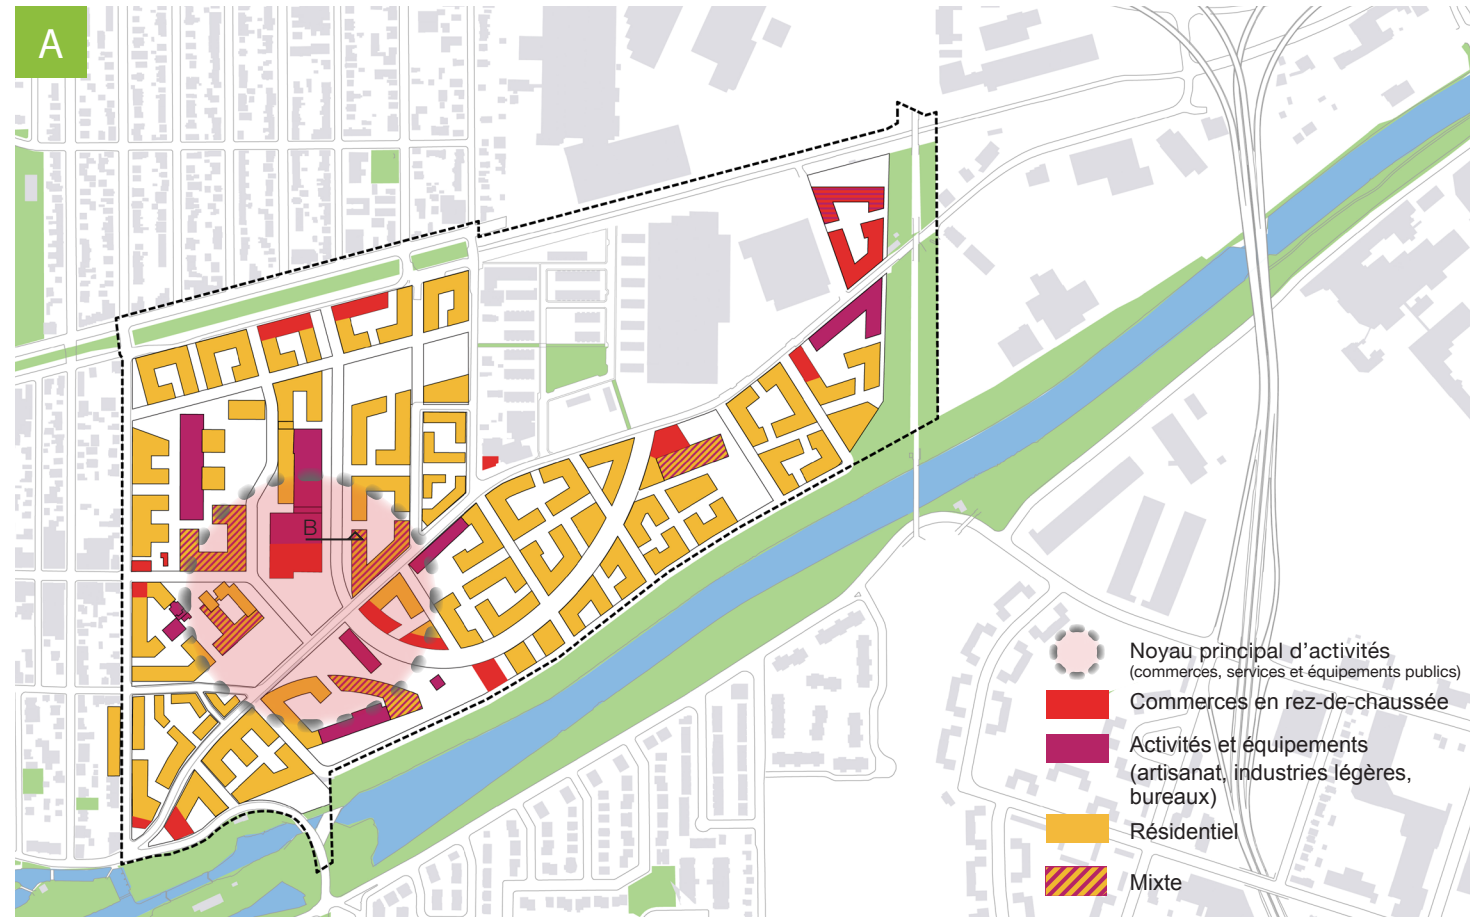 A
B
Noyau principal d'activités
(commerces, services et équipements publics)
Commerces en rez-de-chaussée
Activités et équipements
(artisanat, industries légères,
bureaux)
Résidentiel
Mixte